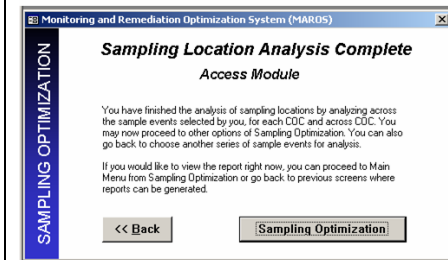 Monitoring and Remediation Optimization System (MAROS)
SAMPLING OPTIMIZATION
Sampling Location Analysis Complete
Access Module
You have finished the analysis of sampling locations by analyzing across
the sample events selected by you, for each COC and across COC. You
may now proceed to other options of Sampling Optimization. You can also
go back to choose another series of sample events for analysis.
If you would like to view the report right now, you can proceed to Main
Menu from Sampling Optimization or go back to previous screens where
reports can be generated.
<< Back
Sampling Optimization